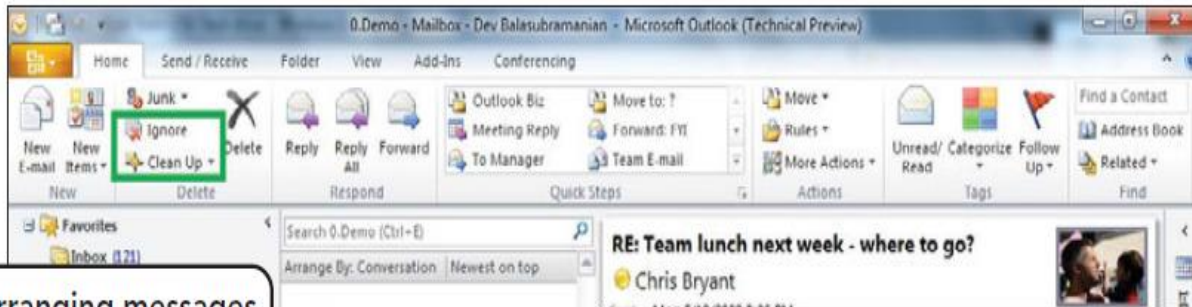 0.Demo - Mailbox - Dev Balasubramanian - Microsoft Outlook (Technical Preview)
Home Send / Receive Folder View Add-Ins Conferencing
New E-mail
New Items
Junk
Ignore
Clean Up
Delete
Reply
Reply All
Forward
Outlook Biz
Meeting Reply
To Manager
Move to: ?
Forward: FYI
Team E-mail
Move
Rules
More Actions
Unread/ Read
Categorize
Follow Up
Find a Contact
Address Book
Related
New Delete Respond Quick Steps Actions Tags Find
Favorites
Inbox (121)
Search 0.Demo (Ctrl+E)
Arrange By: Conversation Newest on top
RE: Team lunch next week - where to go?
Chris Bryant
rranging messages